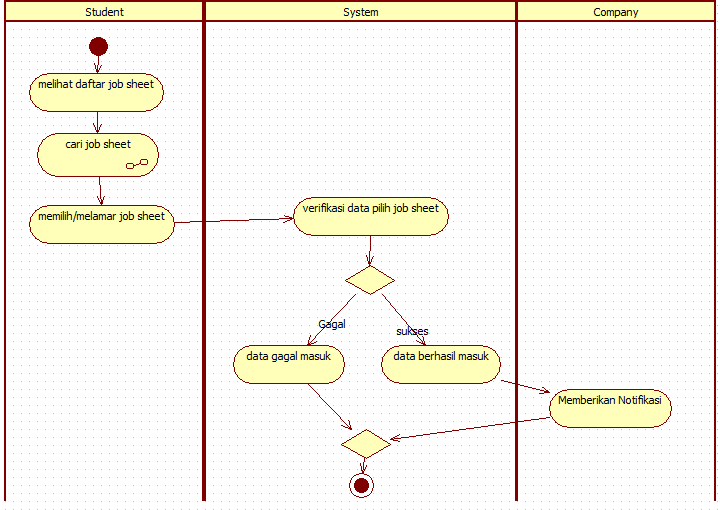 Student
System
Company
melihat daftar job sheet
cari job sheet
memilih/melamar job sheet
verifikasi data pilih job sheet
Gagal
sukses
data gagal masuk
data berhasil masuk
Memberikan Notifikasi